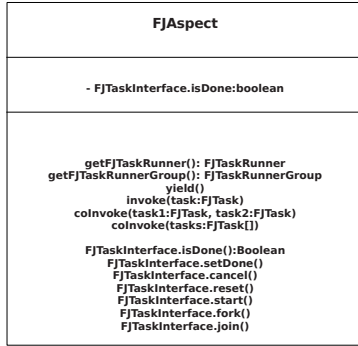 FJAspect
- FJTaskInterface.isDone:boolean
getFJTaskRunner(): FJTaskRunner
getFJTaskRunnerGroup(): FJTaskRunnerGroup
yield()
invoke(task:FJTask)
coInvoke(task1:FJTask, task2:FJTask)
coInvoke(tasks:FJTask[])
FJTaskInterface.isDone():Boolean
FJTaskInterface.setDone()
FJTaskInterface.cancel()
FJTaskInterface.reset()
FJTaskInterface.start()
FJTaskInterface.fork()
FJTaskInterface.join()